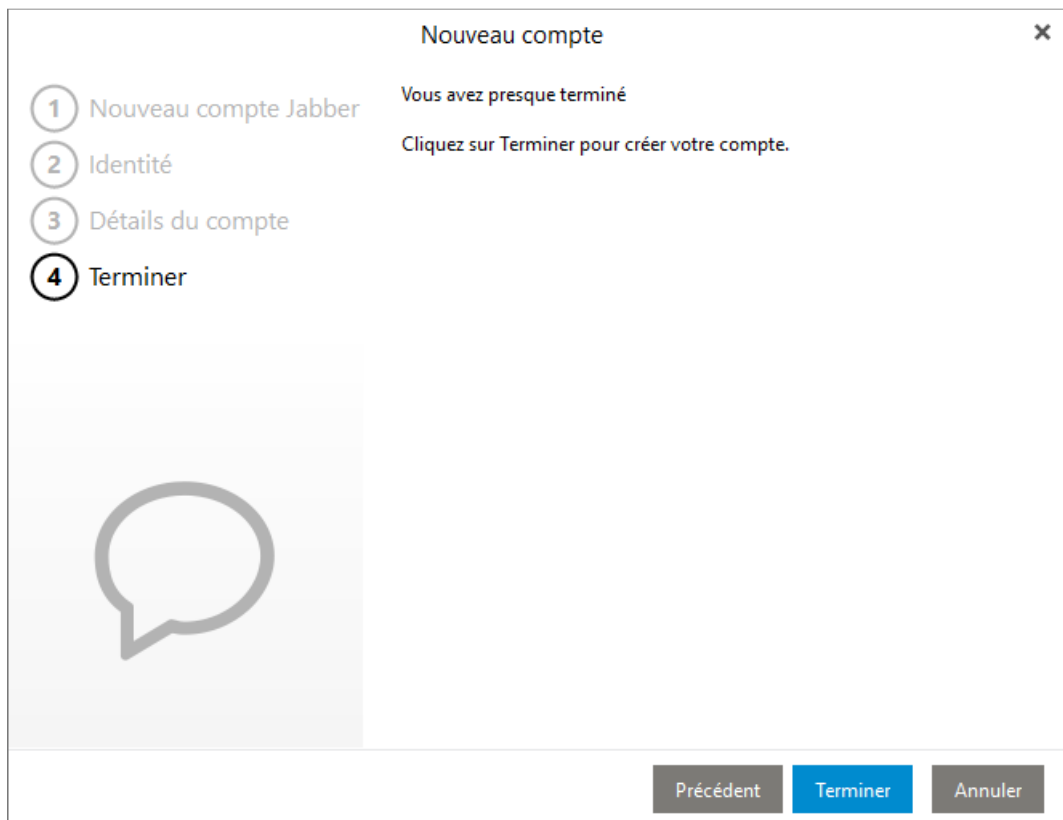 Nouveau compte
1 Nouveau compte Jabber
2 Identité
3 Détails du compte
4 Terminer
Vous avez presque terminé
Cliquez sur Terminer pour créer votre compte.
Précédent
Terminer
Annuler